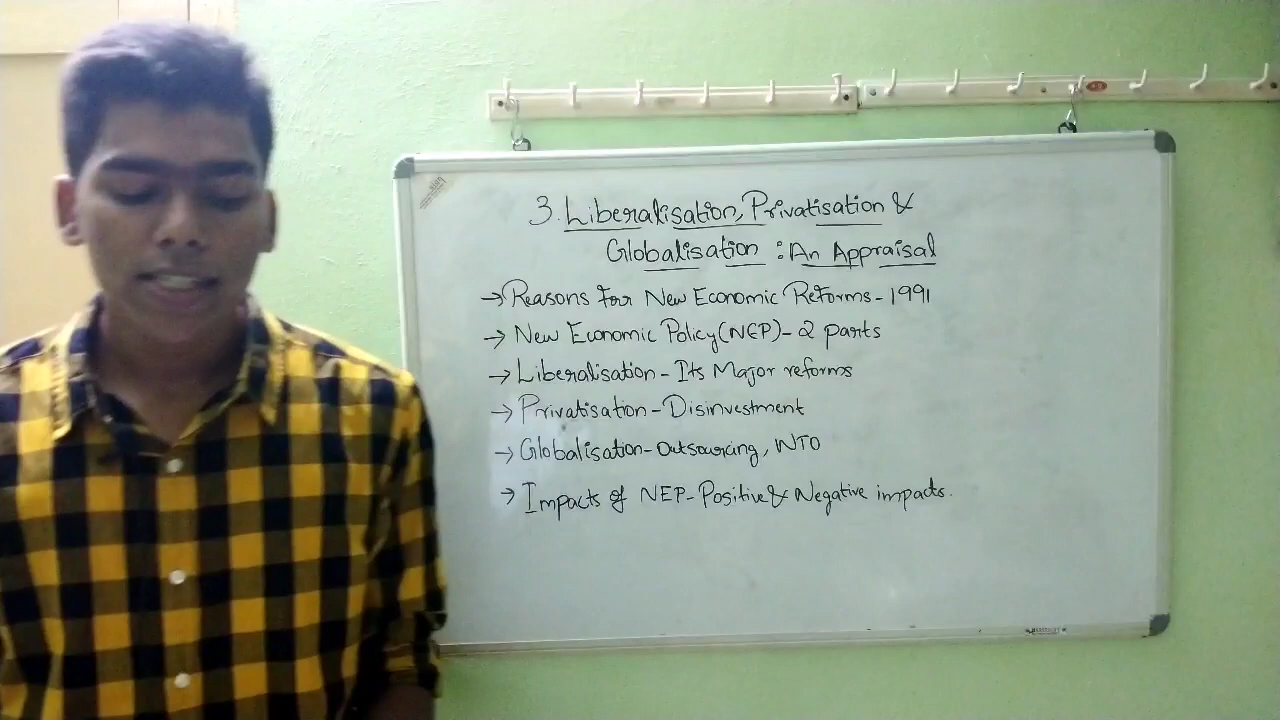 3. Liberalisation, Privatisation &
Globalisation : An Appraisal
→ Reasons for New Economic Reforms - 1991
→ New Economic Policy (NEP) - 2 parts
→ Liberalisation - Its Major reforms
→ Privatisation - Disinvestment
→ Globalisation - Outsourcing, WTO
→ Impacts of NEP - Positive & Negative impacts.